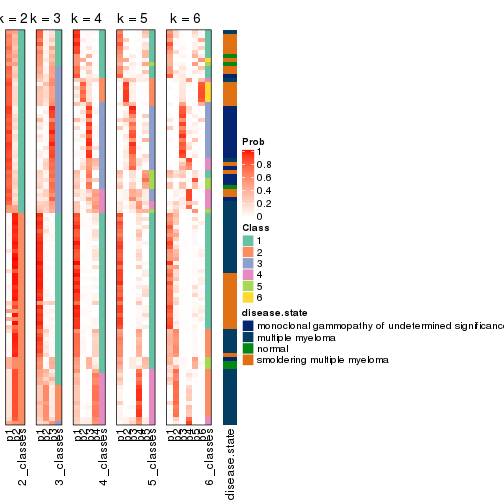 k = 2 k = 3 k = 4 k = 5 k = 6
Prob
1
0.8
0.6
0.4
0.2
0
Class
1
2
3
4
5
6
disease.state
monoclonal gammopathy of undetermined significance
multiple myeloma
normal
smoldering multiple myeloma
p1
p2
2_classes
p1
p2
p3
3_classes
p1
p2
p3
p4
4_classes
p1
p2
p3
p4
p5
5_classes
p1
p2
p3
p4
p5
p6
6_classes
disease.state